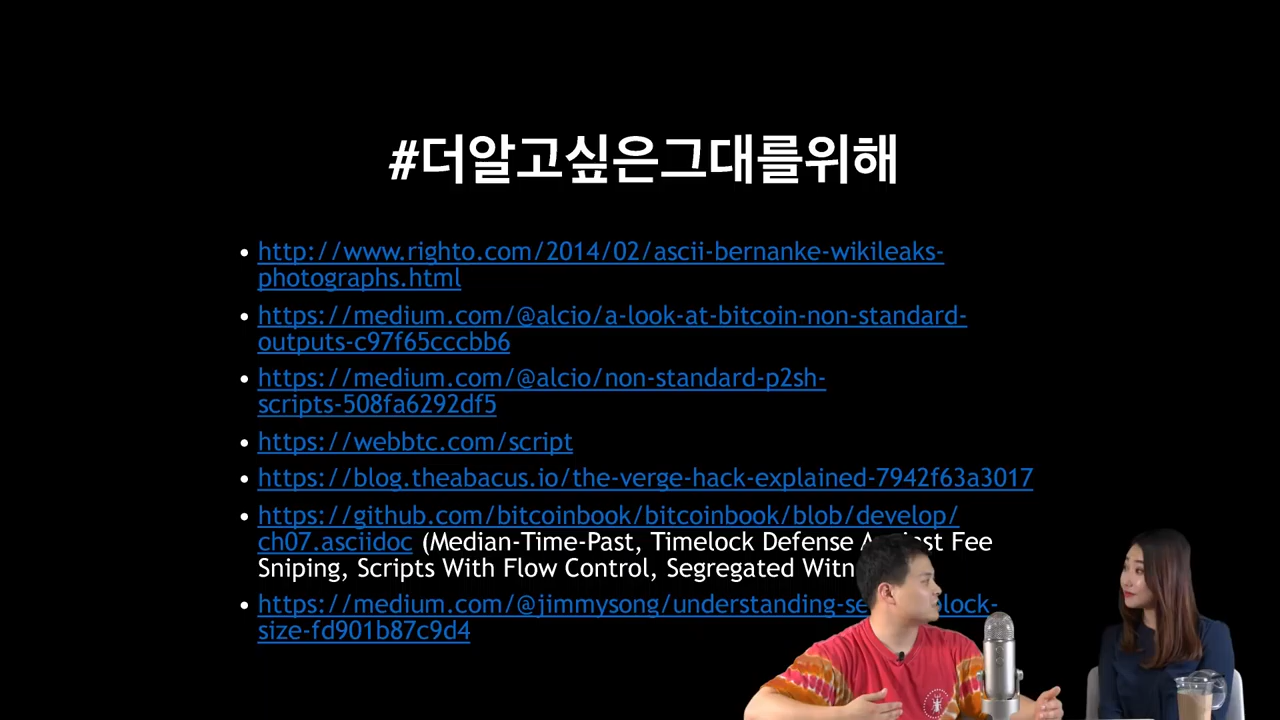 #더알고싶은그대를위해
• http://www.righto.com/2014/02/ascii-bernanke-wikileaks-
photographs.html
• https://medium.com/@alcio/a-look-at-bitcoin-non-standard-
outputs-c97f65cccbb6
• https://medium.com/@alcio/non-standard-p2sh-
scripts-508fa6292df5
• https://webbtc.com/script
• https://blog.theabacus.io/the-verge-hack-explained-7942f63a3017
• https://github.com/bitcoinbook/bitcoinbook/blob/develop/
ch07.asciidoc (Median-Time-Past, Timelock Defense Fee
Sniping, Scripts With Flow Control, Segregated
• https://medium.com/@jimmysong/understanding-
size-fd901b87c9d4